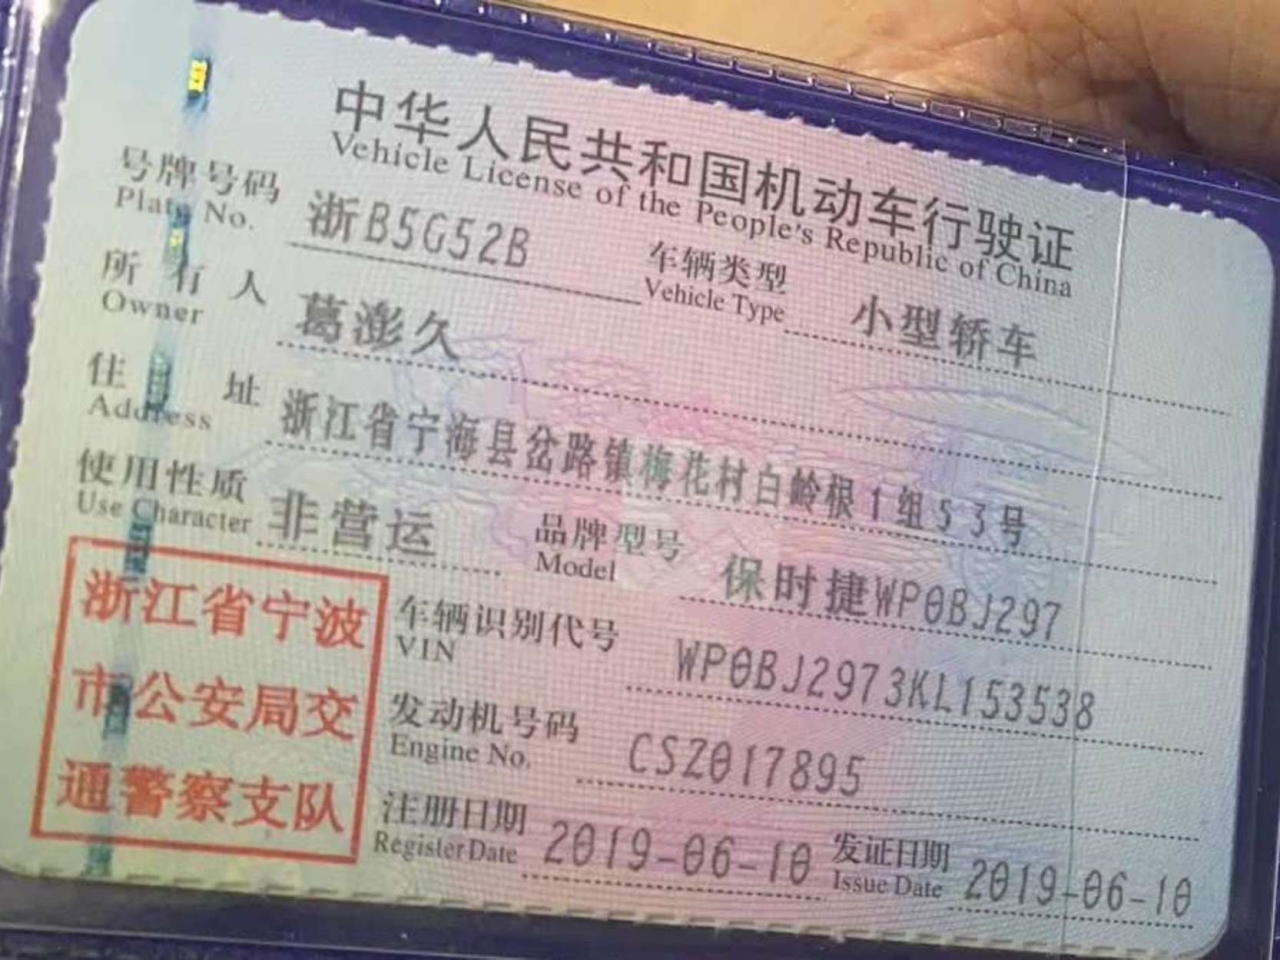 中华人民共和国机动车行驶证
Vehicle License of the People's Republic of China
号牌号码 浙B5G52B 车辆类型 小型轿车
Plate No. Vehicle Type
所有人 葛澎久
Owner
住址 浙江省宁海县岔路镇梅花村白岭根1组53号
Address
使用性质 非营运 品牌型号 保时捷WP0BJ297
Use Character Model
车辆识别代号 WP0BJ2973KL153538
VIN
发动机号码 CSZ017895
Engine No.
注册日期 2019-06-10 发证日期 2019-06-10
Register Date Issue Date
浙江省宁波
市公安局交
通警察支队